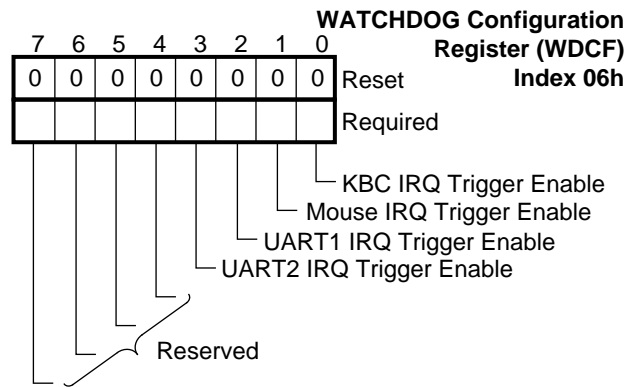 WATCHDOG Configuration
Register (WDCF)
Index 06h
7 6 5 4 3 2 1 0
0 0 0 0 0 0 0 0 Reset
Required
KBC IRQ Trigger Enable
Mouse IRQ Trigger Enable
UART1 IRQ Trigger Enable
UART2 IRQ Trigger Enable
Reserved